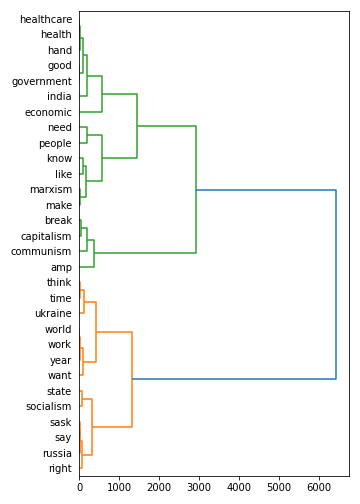 healthcare
health
hand
good
government
india
economic
need
people
know
like
marxism
make
break
capitalism
communism
amp
think
time
ukraine
world
work
year
want
state
socialism
sask
say
russia
right
0 1000 2000 3000 4000 5000 6000